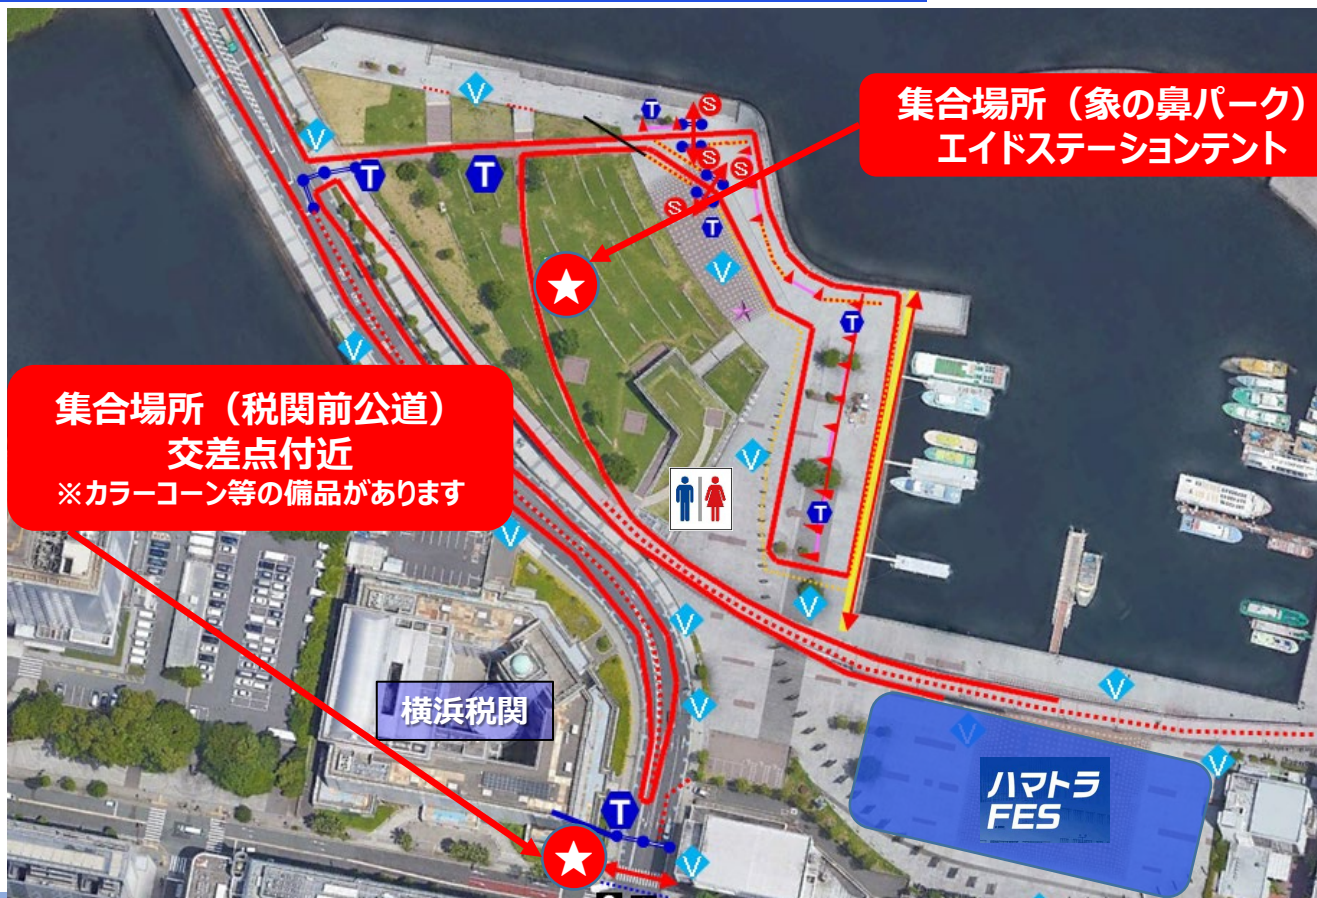 集合場所（象の鼻パーク）
エイドステーションテント
V
T
S
V
S
S
T
T
S
T
V
T
V
集合場所（税関前公道）
交差点付近
※カラーコーン等の備品があります
V
V
T
V
V
横浜税関
V
V
V
ハマトラ
FES
V
T
V